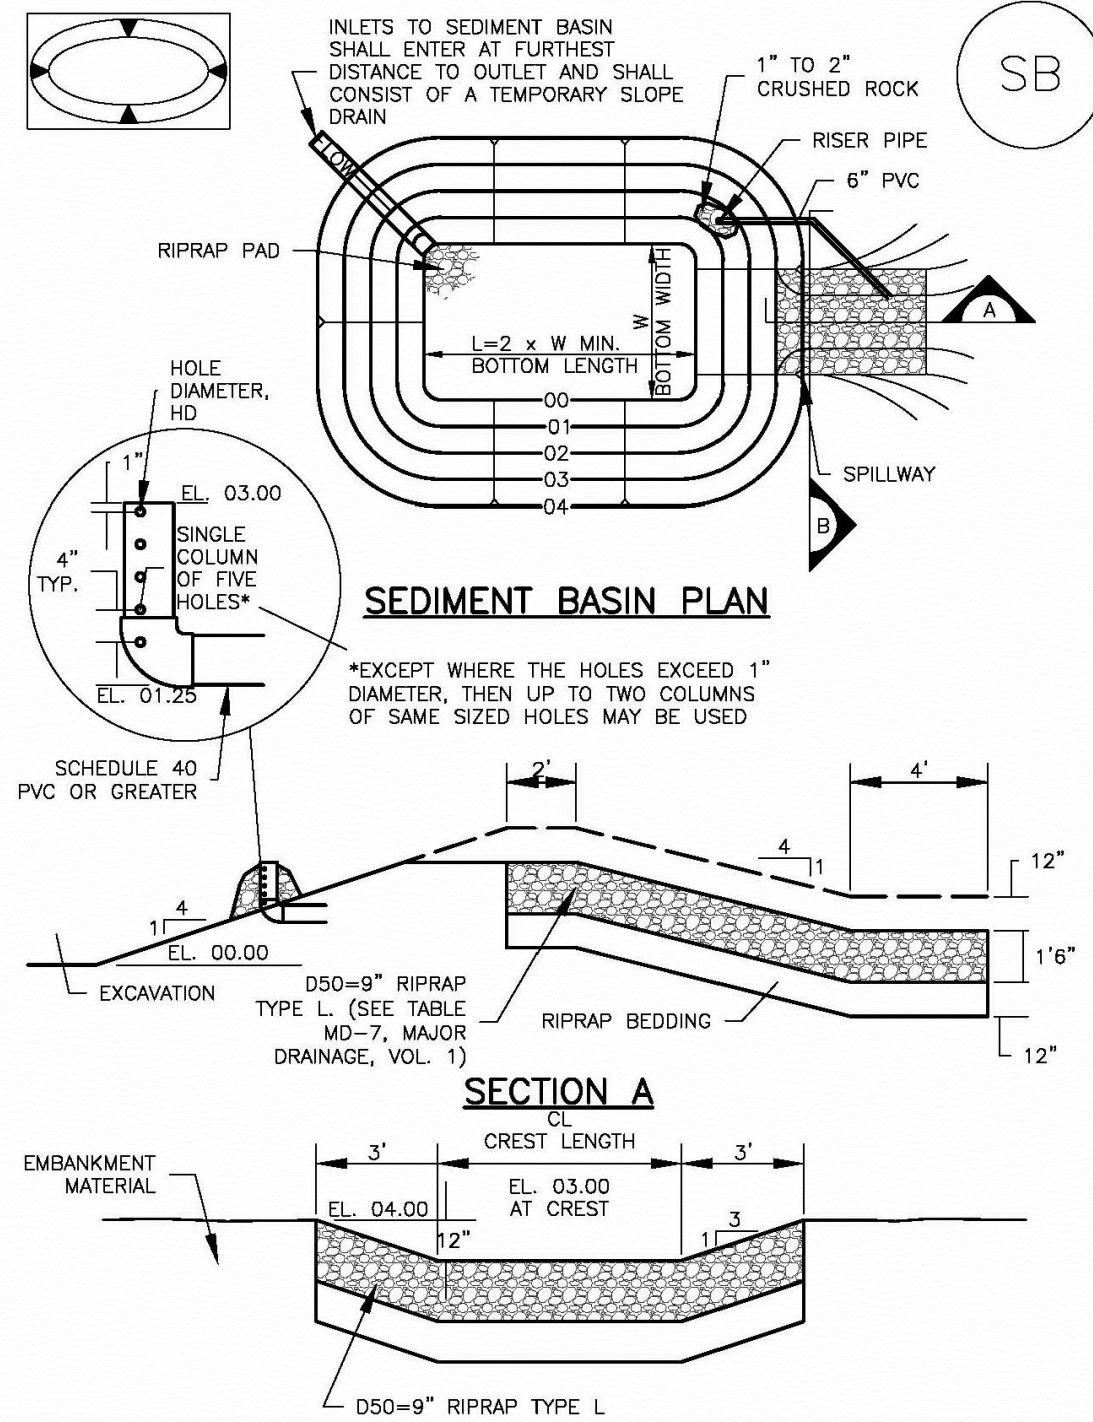 INLETS TO SEDIMENT BASIN
SHALL ENTER AT FURTHEST
DISTANCE TO OUTLET AND SHALL
CONSIST OF A TEMPORARY SLOPE
DRAIN
1" TO 2"
CRUSHED ROCK
SB
RISER PIPE
6" PVC
FLOW
RIPRAP PAD
W
BOTTOM WIDTH
L=2 x W MIN.
BOTTOM LENGTH
A
00
01
02
03
04
SPILLWAY
B
HOLE
DIAMETER,
HD
1"
EL. 03.00
4"
TYP.
SINGLE
COLUMN
OF FIVE
HOLES*
EL. 01.25
SEDIMENT BASIN PLAN
*EXCEPT WHERE THE HOLES EXCEED 1"
DIAMETER, THEN UP TO TWO COLUMNS
OF SAME SIZED HOLES MAY BE USED
SCHEDULE 40
PVC OR GREATER
2'
4'
4
1
12"
4
1
EL. 00.00
1'6"
EXCAVATION
D50=9" RIPRAP
TYPE L. (SEE TABLE
MD-7, MAJOR
DRAINAGE, VOL. 1)
RIPRAP BEDDING
12"
SECTION A
CL
CREST LENGTH
3'
3'
EMBANKMENT
MATERIAL
EL. 03.00
AT CREST
EL. 04.00
12"
3
1
D50=9" RIPRAP TYPE L